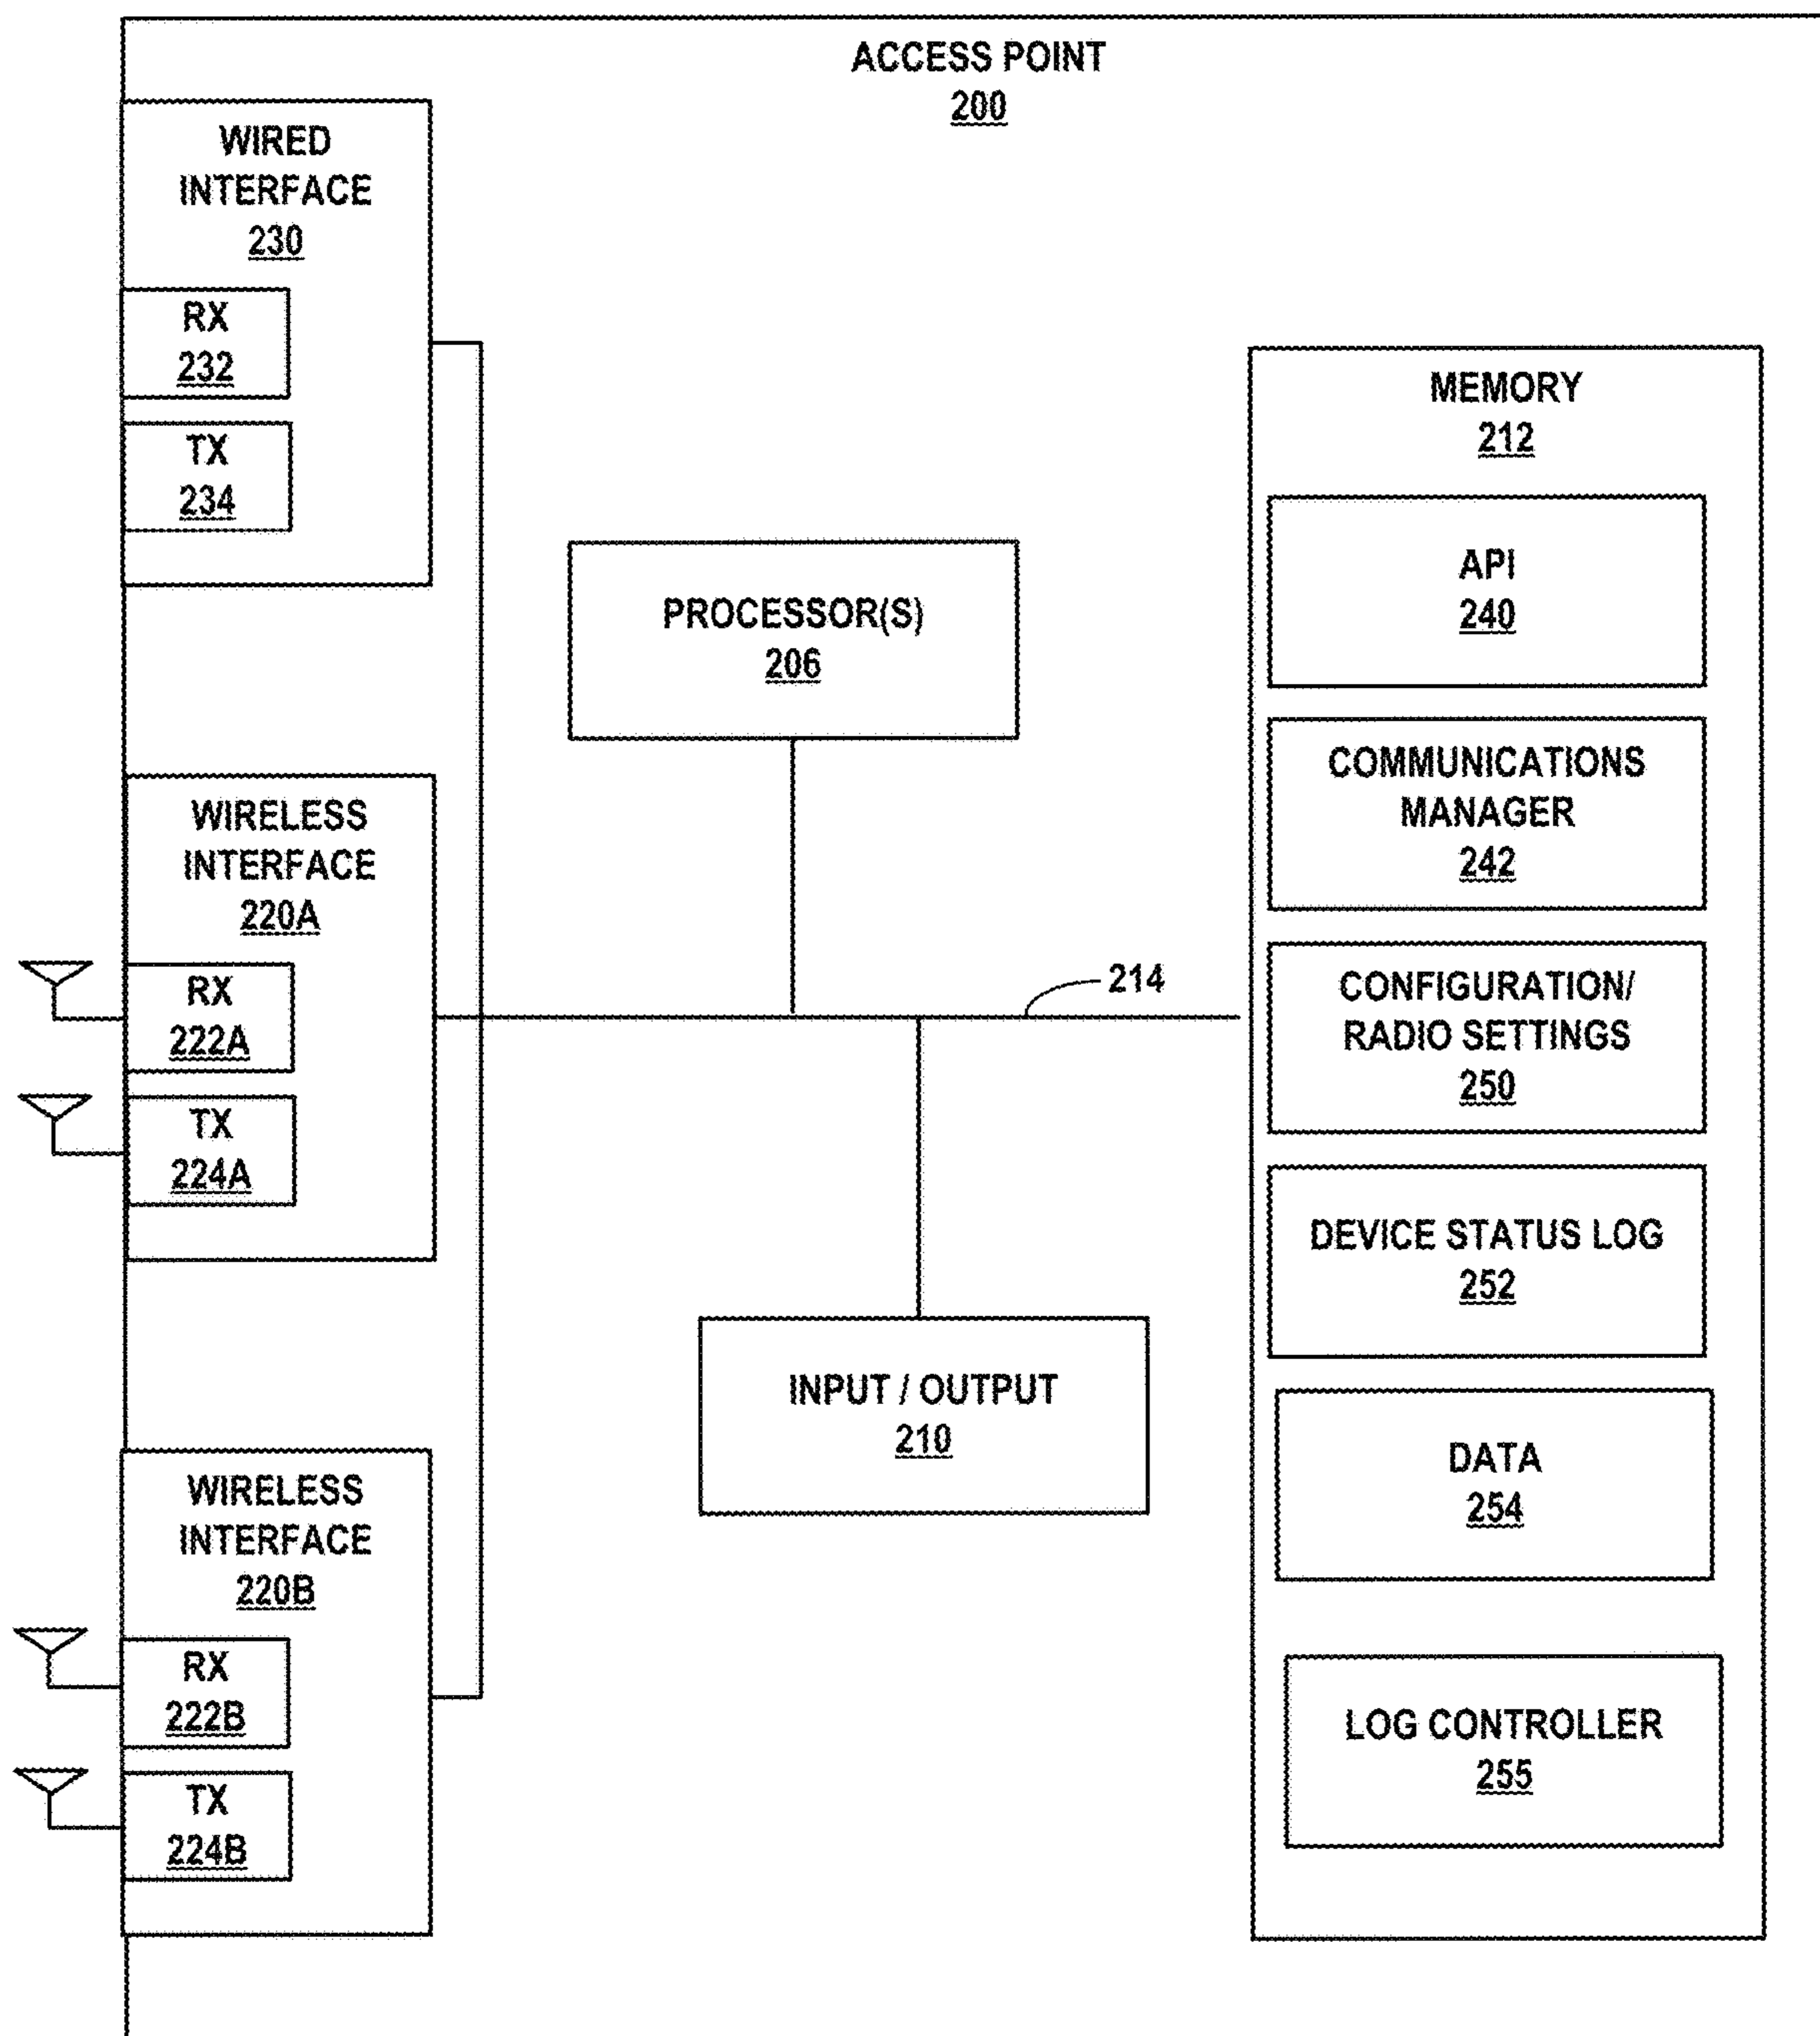 ACCESS POINT
200
WIRED
INTERFACE
230
RX
232
TX
234
WIRELESS
INTERFACE
220A
RX
222A
TX
224A
WIRELESS
INTERFACE
220B
RX
222B
TX
224B
PROCESSOR(S)
206
214
INPUT / OUTPUT
210
MEMORY
212
API
240
COMMUNICATIONS
MANAGER
242
CONFIGURATION/
RADIO SETTINGS
250
DEVICE STATUS LOG
252
DATA
254
LOG CONTROLLER
255